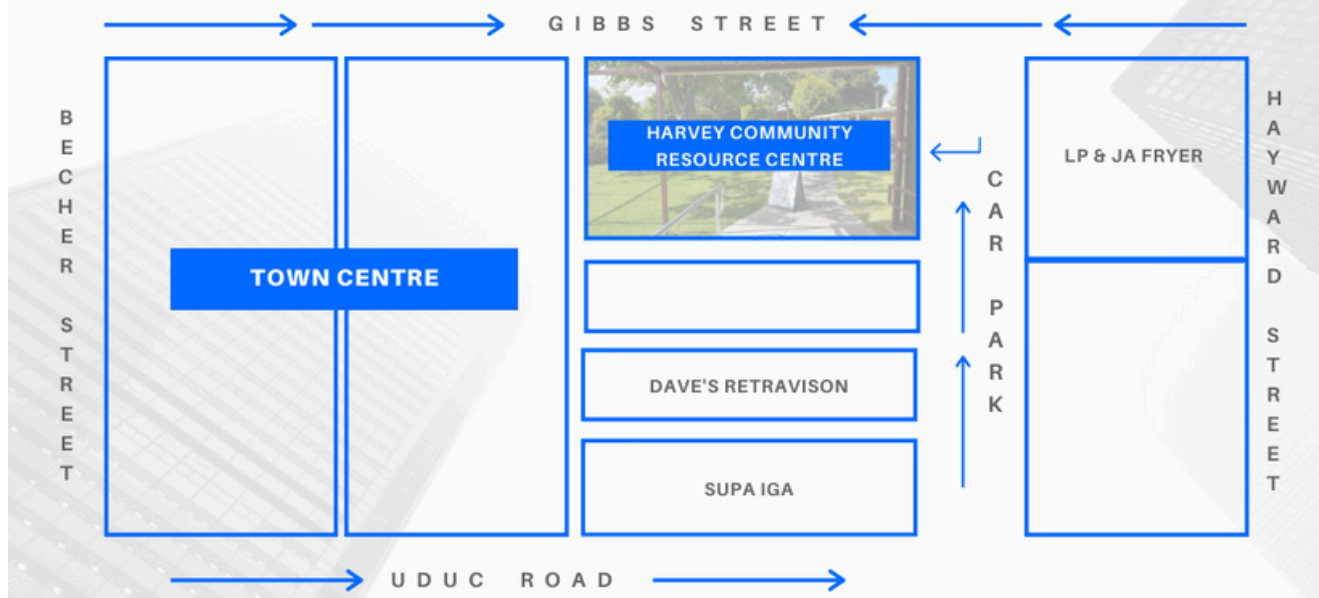 GIBBS STREET
BECHER STREET
HARVEY COMMUNITY
RESOURCE CENTRE
LP & JA FRYER
HAYWARD STREET
CAR PARK
TOWN CENTRE
DAVE'S RETRAVISON
SUPA IGA
UDUC ROAD